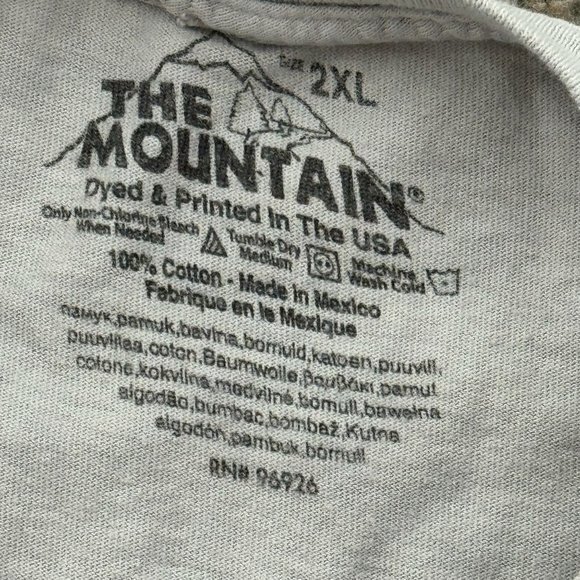 Size 2XL
THE
MOUNTAIN®
Dyed & Printed In The USA
Only Non-Chlorine Bleach When Needed
Tumble Dry Medium
Machine Wash Cold
100% Cotton - Made In Mexico
Fabrique en le Mexique
памук,pamuk,bavlna,bomuld,katoen,puuvill,
puuvillaa,coton,Baumwolle,βαμβάκι,pamut
cotone,kokvilna,medvilnė,bomull,bawełna
algodão,bumbac,bombaž,Kutna
algodón,pambuk,bomull
RN# 96926